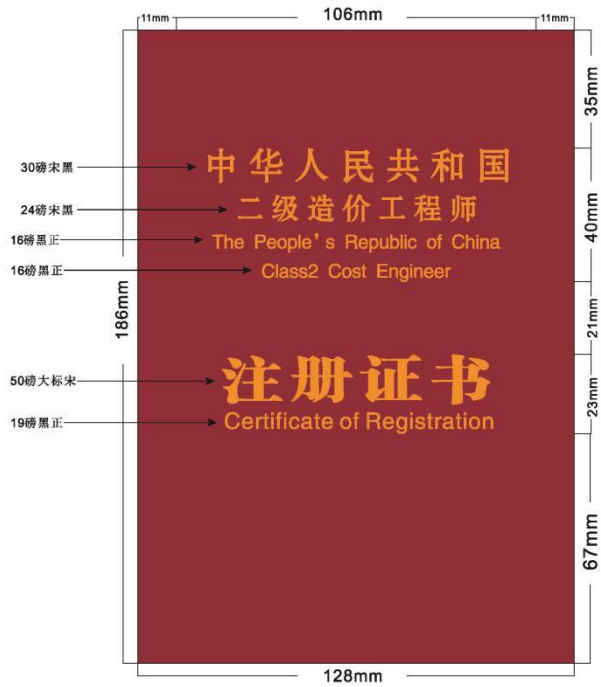 11mm 106mm 11mm
35mm
30磅宋黑 中华人民共和国
24磅宋黑 二级造价工程师
40mm
16磅黑正 The People's Republic of China
16磅黑正 Class2 Cost Engineer
186mm
21mm
50磅大标宋 注册证书
23mm
19磅黑正 Certificate of Registration
67mm
128mm